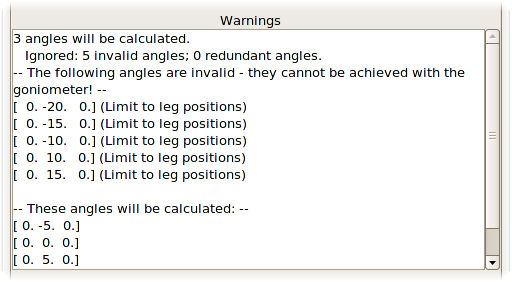 Warnings
3 angles will be calculated.
   Ignored: 5 invalid angles; 0 redundant angles.
-- The following angles are invalid - they cannot be achieved with the
goniometer! --
[  0. -20.   0.] (Limit to leg positions)
[  0. -15.   0.] (Limit to leg positions)
[  0. -10.   0.] (Limit to leg positions)
[  0.  10.   0.] (Limit to leg positions)
[  0.  15.   0.] (Limit to leg positions)

-- These angles will be calculated: --
[ 0. -5.  0.]
[ 0.  0.  0.]
[ 0.  5.  0.]